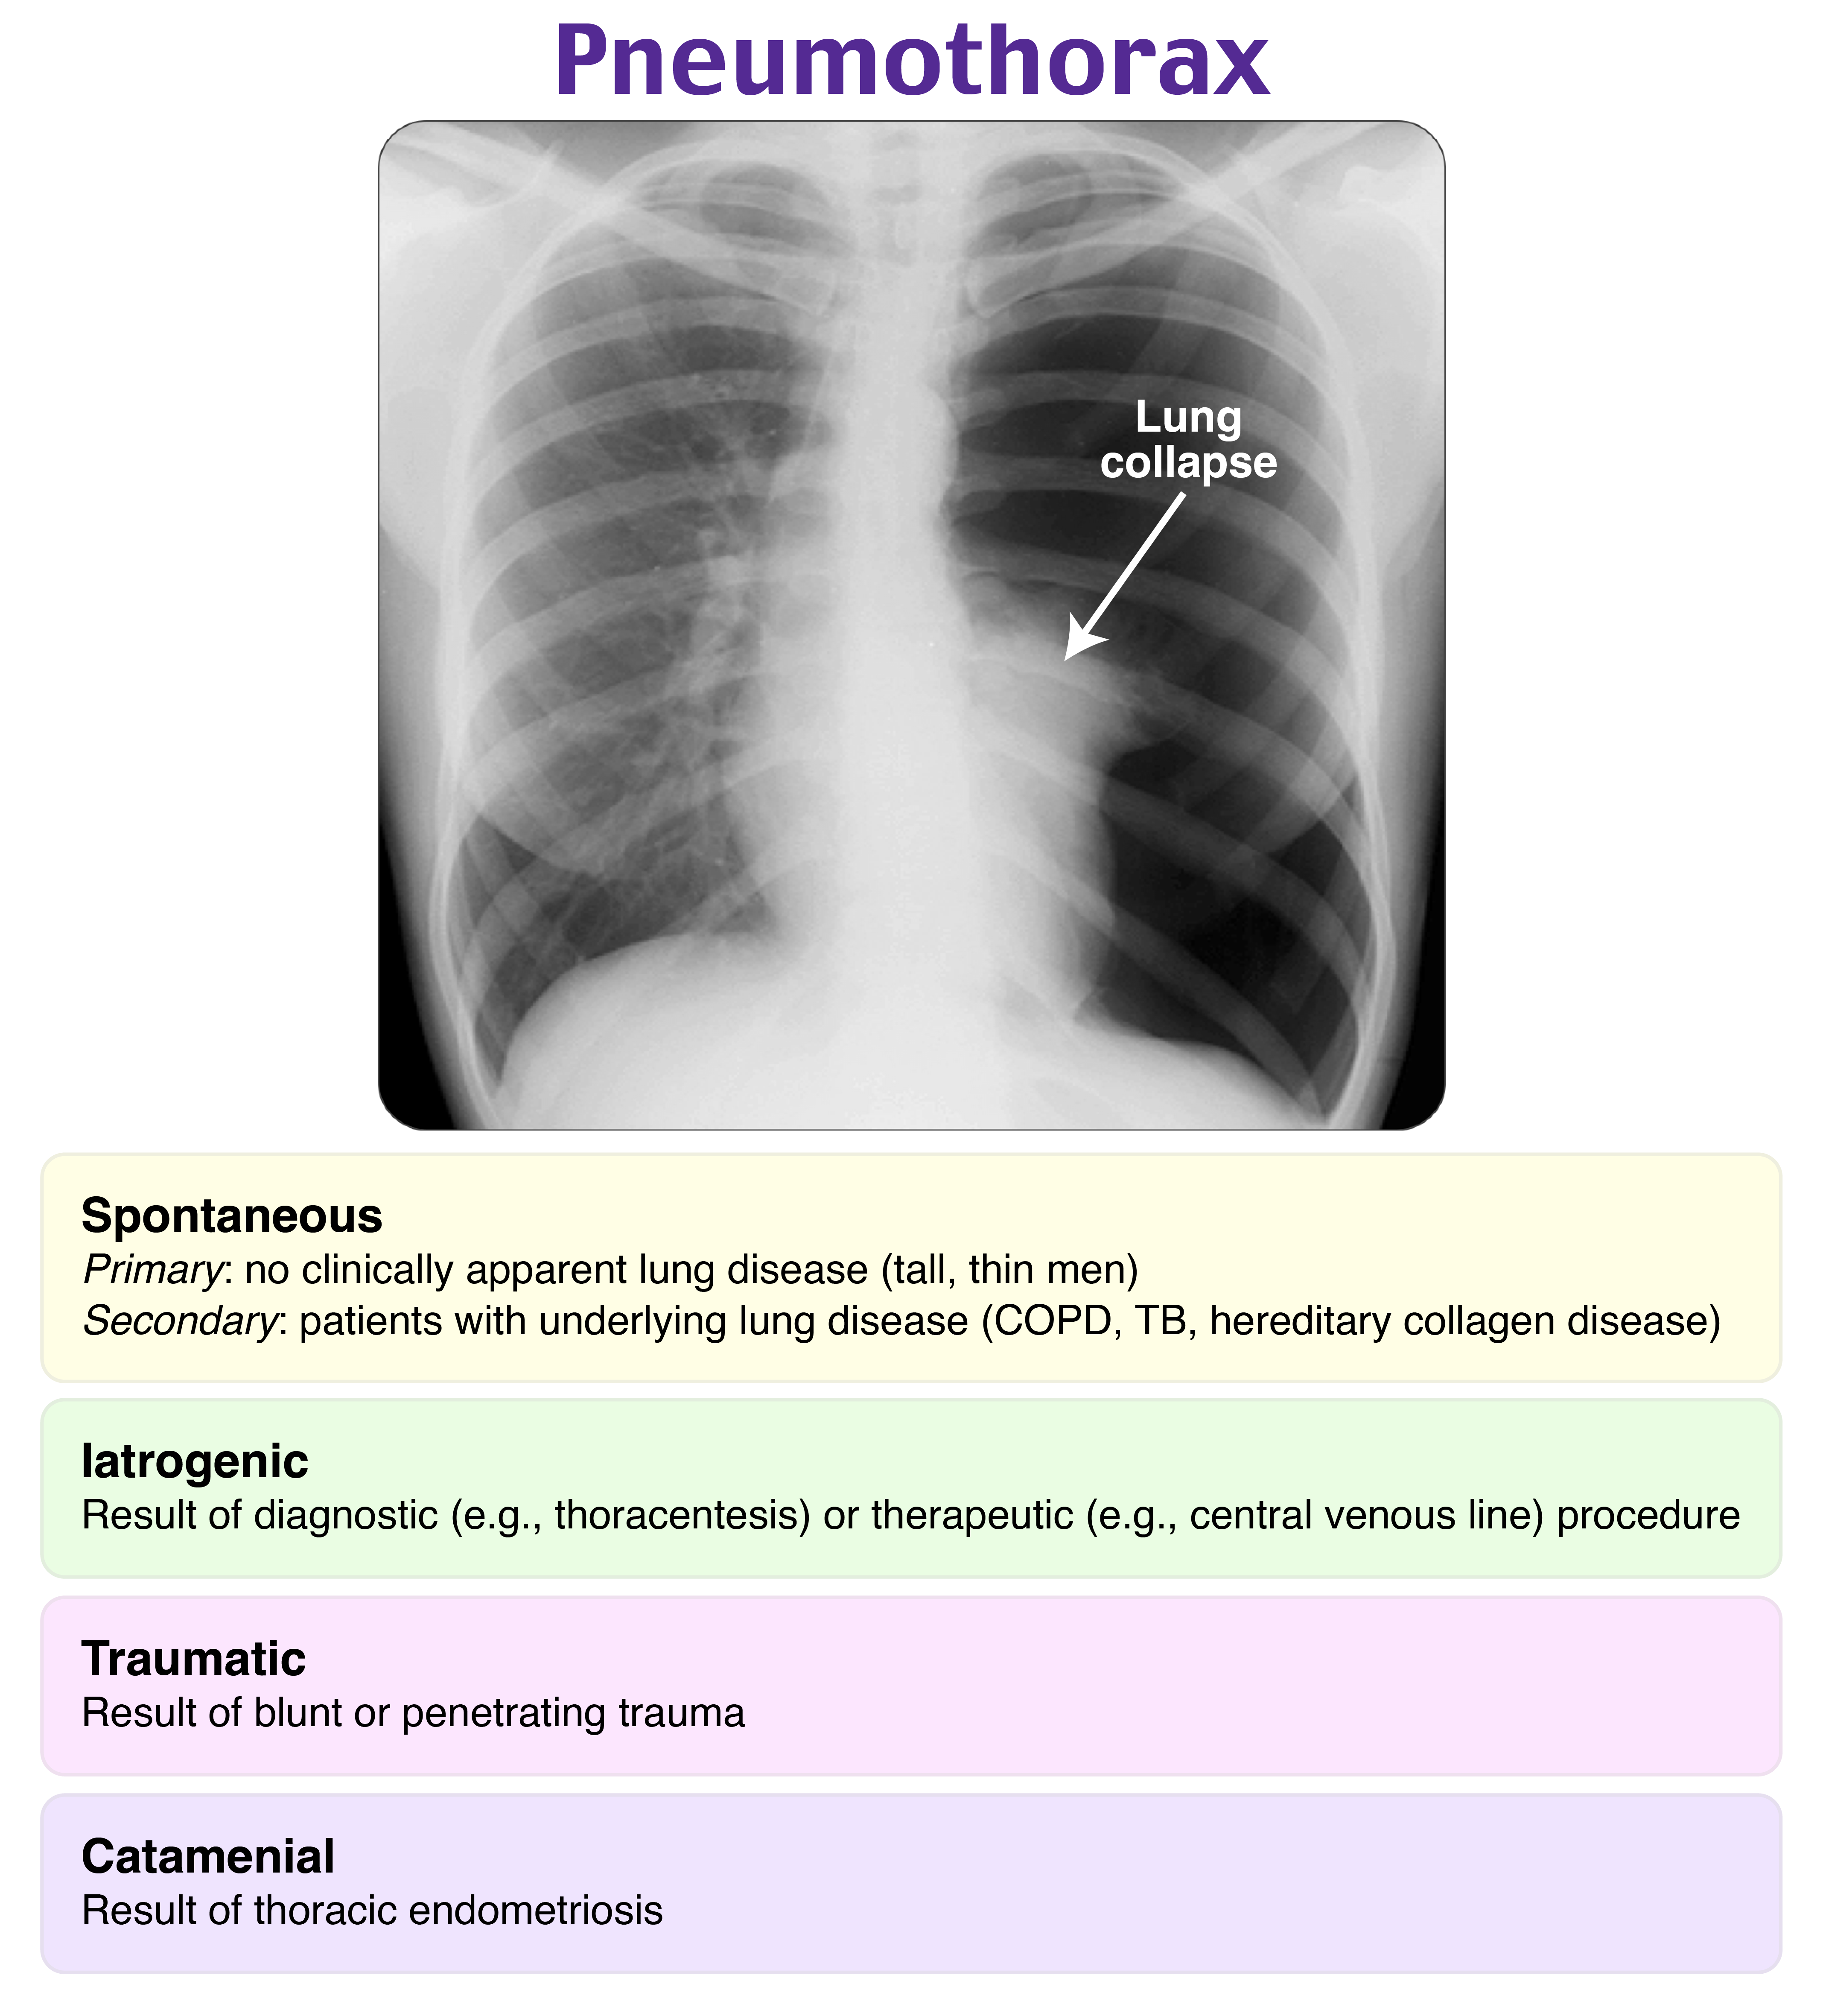 Pneumothorax
Lung
collapse
Spontaneous
Primary: no clinically apparent lung disease (tall, thin men)
Secondary: patients with underlying lung disease (COPD, TB, hereditary collagen disease)
Iatrogenic
Result of diagnostic (e.g., thoracentesis) or therapeutic (e.g., central venous line) procedure
Traumatic
Result of blunt or penetrating trauma
Catamenial
Result of thoracic endometriosis